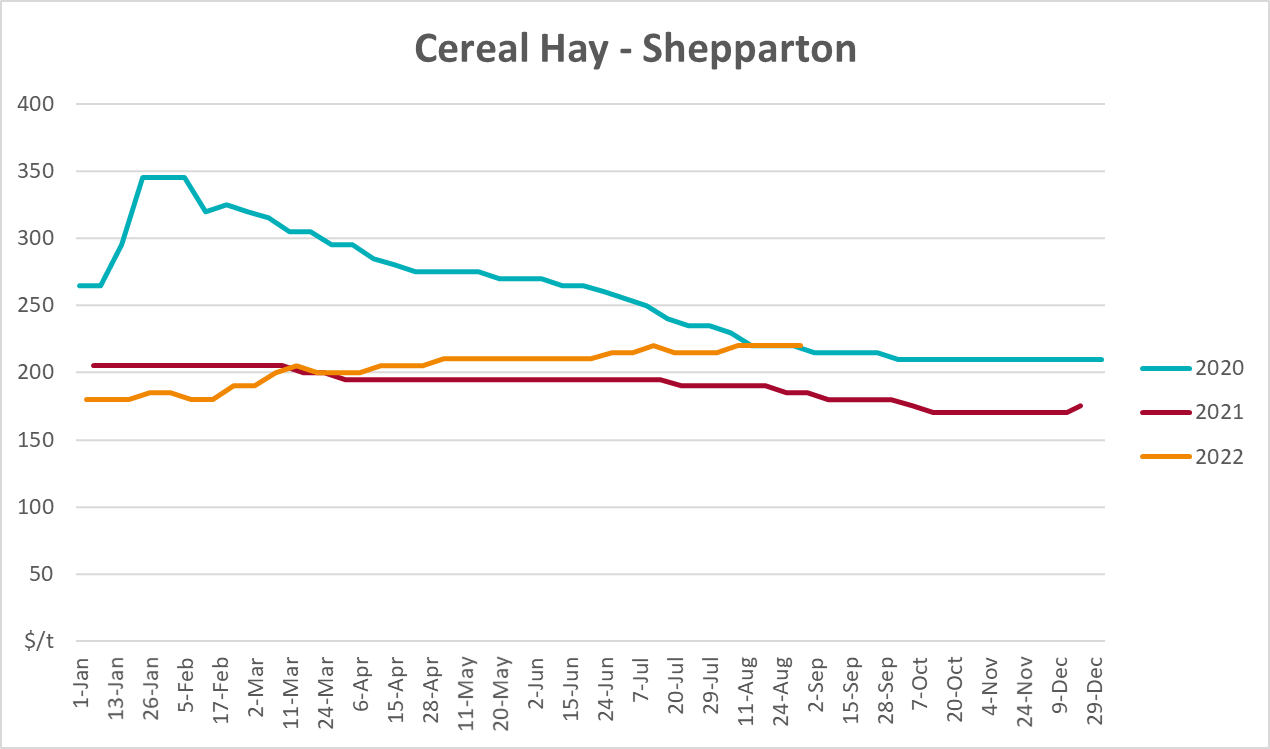 Cereal Hay - Shepparton
400
350
300
250
200
150
100
50
$/t
1-Jan
13-Jan
26-Jan
5-Feb
17-Feb
2-Mar
11-Mar
24-Mar
6-Apr
15-Apr
28-Apr
11-May
20-May
2-Jun
15-Jun
24-Jun
7-Jul
20-Jul
29-Jul
11-Aug
24-Aug
2-Sep
15-Sep
28-Sep
7-Oct
20-Oct
4-Nov
24-Nov
9-Dec
29-Dec
2020
2021
2022